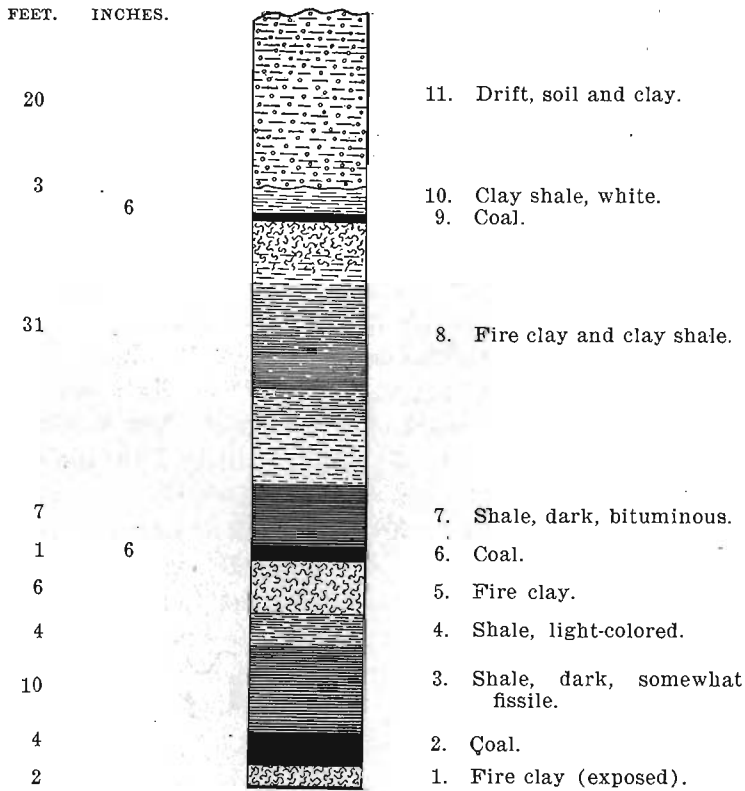 FEET. INCHES.
20 11. Drift, soil and clay.
3 10. Clay shale, white.
6 9. Coal.
31 8. Fire clay and clay shale.
7 7. Shale, dark, bituminous.
1 6 6. Coal.
6 5. Fire clay.
4 4. Shale, light-colored.
10 3. Shale, dark, somewhat
fissile.
4 2. Çoal.
2 1. Fire clay (exposed).